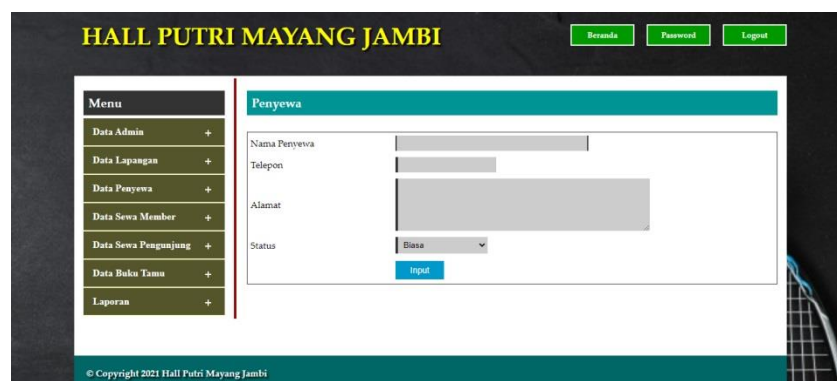 HALL PUTRI MAYANG JAMBI
Beranda Password Logout
Menu
Data Admin +
Data Lapangan +
Data Penyewa +
Data Sewa Member +
Data Sewa Pengunjung +
Data Buku Tamu +
Laporan +
Penyewa
Nama Penyewa
Telepon
Alamat
Status Biasa
Input
© Copyright 2021 Hall Putri Mayang Jambi